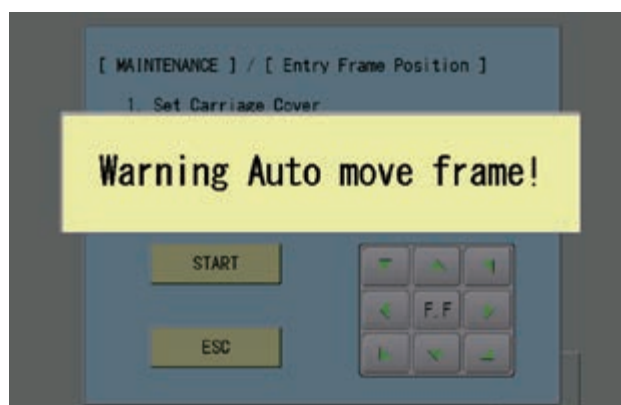 [ MAINTENANCE ] / [ Entry Frame Position ]
1. Set Carriage Cover
Warning Auto move frame!
START
F.F
ESC